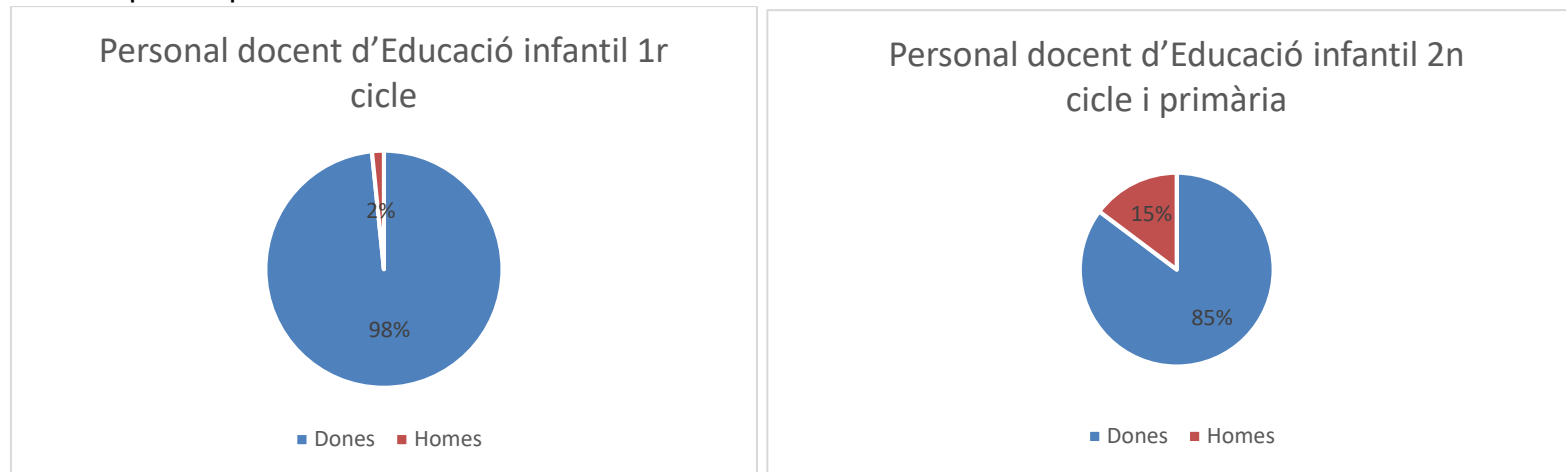 Personal docent d’Educació infantil 1r
cicle
2%
98%
Dones Homes
Personal docent d’Educació infantil 2n
cicle i primària
15%
85%
Dones Homes